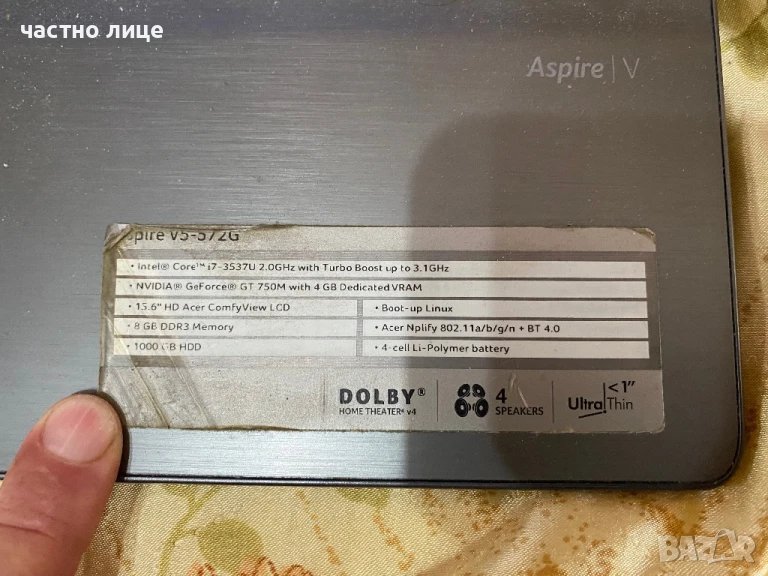 частно лице
Aspire | V
spire V5-572G
• Intel® Core™ i7-3537U 2.0GHz with Turbo Boost up to 3.1GHz
• NVIDIA® GeForce® GT 750M with 4 GB Dedicated VRAM
• 15.6" HD Acer ComfyView LCD • Boot-up Linux
• 8 GB DDR3 Memory • Acer Nplify 802.11a/b/g/n + BT 4.0
• 1000 GB HDD • 4-cell Li-Polymer battery
DOLBY® 4 <1"
HOME THEATER® v4 SPEAKERS Ultra Thin
BAZAR